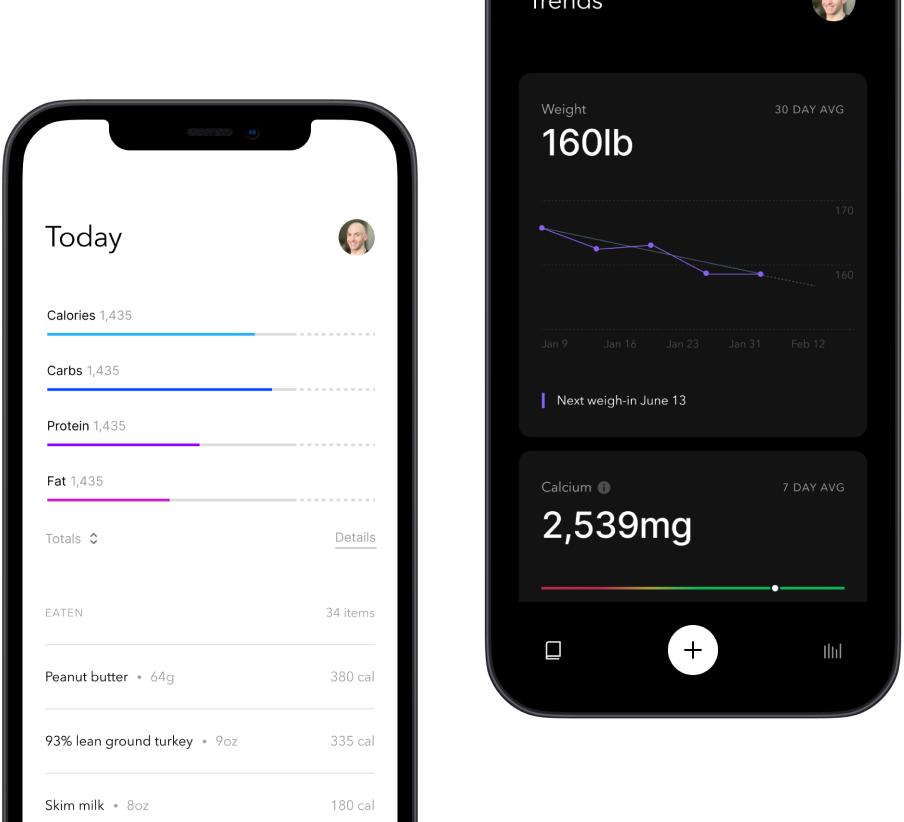 Today
Calories 1,435
Carbs 1,435
Protein 1,435
Fat 1,435
Totals
Details
EATEN
34 items
Peanut butter • 64g
380 cal
93% lean ground turkey • 9oz
335 cal
Skim milk • 8oz
180 cal
Trends
Weight
30 DAY AVG
160lb
170
160
Jan 9 Jan 16 Jan 23 Jan 31 Feb 12
Next weigh-in June 13
Calcium
7 DAY AVG
2,539mg